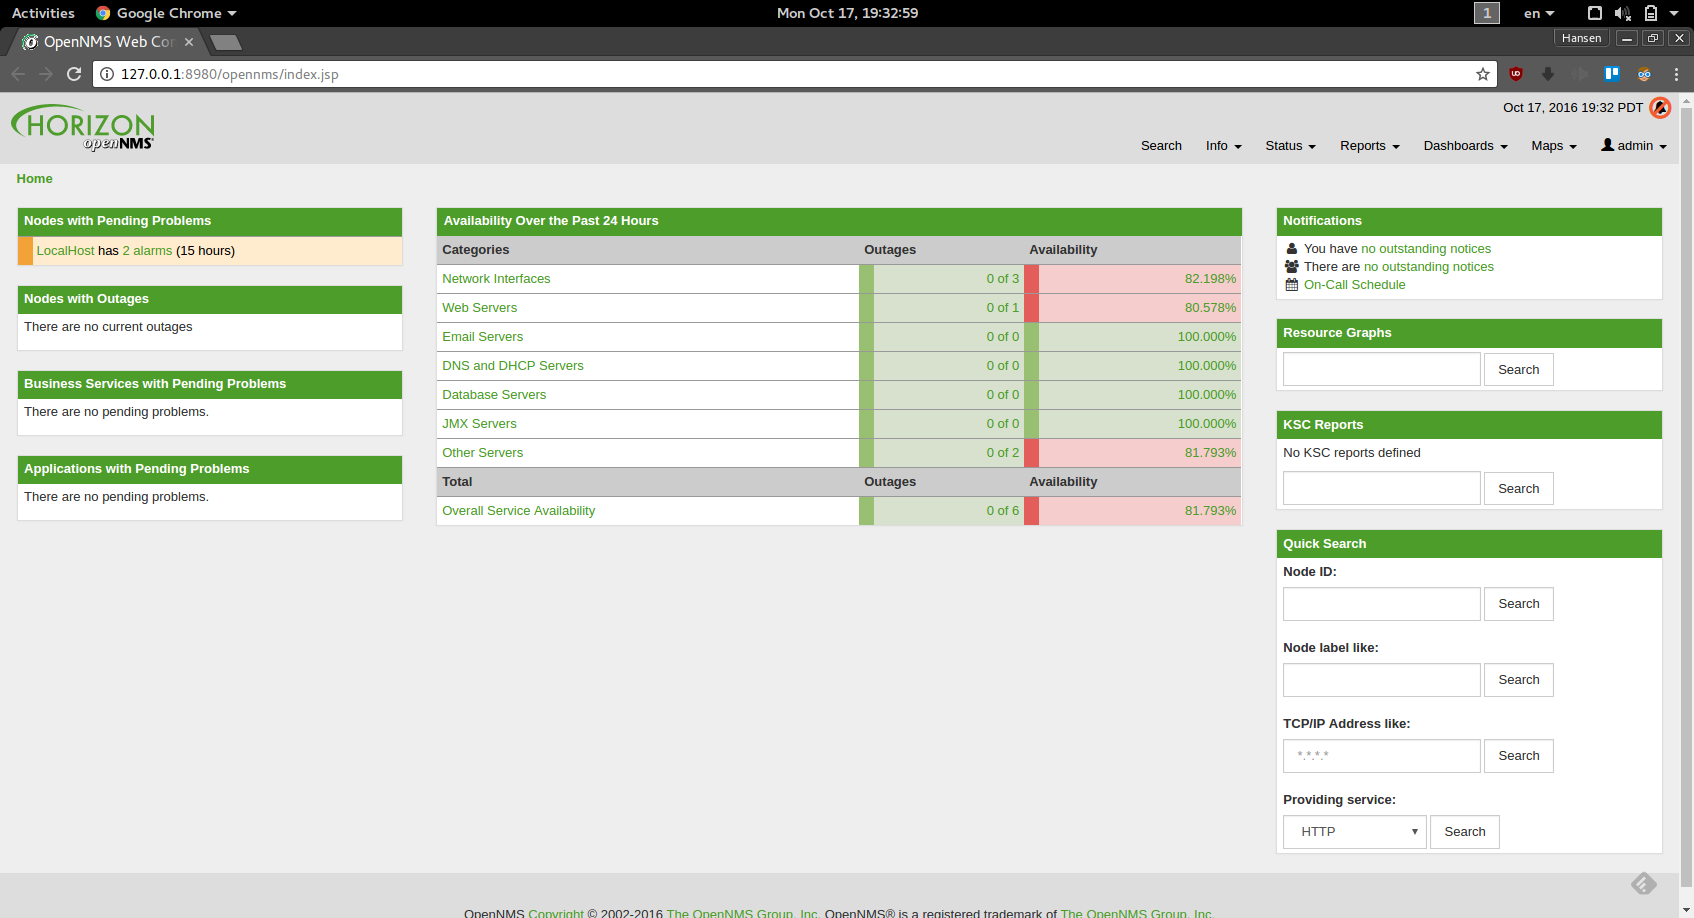 Activities Google Chrome Mon Oct 17, 19:32:59 1 en
OpenNMS Web Con Hansen
127.0.0.1:8980/opennms/index.jsp
HORIZON
openNMS
Oct 17, 2016 19:32 PDT
Search Info Status Reports Dashboards Maps admin
Home
Nodes with Pending Problems
LocalHost has 2 alarms (15 hours)
Nodes with Outages
There are no current outages
Business Services with Pending Problems
There are no pending problems.
Applications with Pending Problems
There are no pending problems.
Availability Over the Past 24 Hours
Categories Outages Availability
Network Interfaces 0 of 3 82.198%
Web Servers 0 of 1 80.578%
Email Servers 0 of 0 100.000%
DNS and DHCP Servers 0 of 0 100.000%
Database Servers 0 of 0 100.000%
JMX Servers 0 of 0 100.000%
Other Servers 0 of 2 81.793%
Total Outages Availability
Overall Service Availability 0 of 6 81.793%
Notifications
You have no outstanding notices
There are no outstanding notices
On-Call Schedule
Resource Graphs
Search
KSC Reports
No KSC reports defined
Search
Quick Search
Node ID:
Search
Node label like:
Search
TCP/IP Address like:
*.*.*.* Search
Providing service:
HTTP Search
OpenNMS Copyright © 2002-2016 The OpenNMS Group, Inc. OpenNMS® is a registered trademark of The OpenNMS Group, Inc.